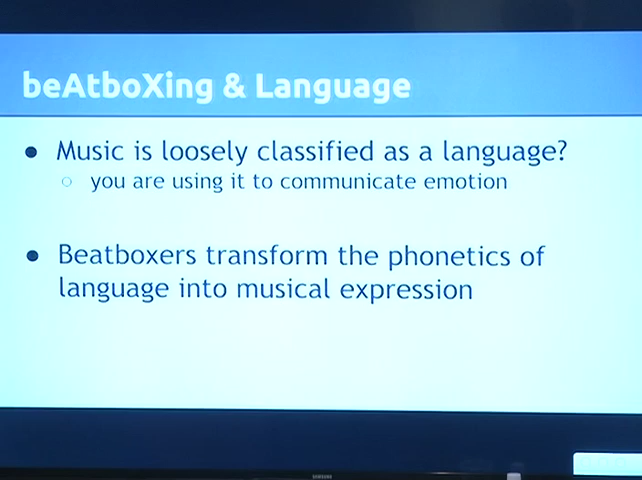 beAtboXing & Language
● Music is loosely classified as a language?
○ you are using it to communicate emotion
● Beatboxers transform the phonetics of
language into musical expression
SAMSUNG